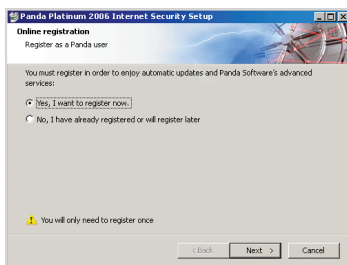 Panda Platinum 2006 Internet Security Setup
Online registration
Register as a Panda user
You must register in order to enjoy automatic updates and Panda Software's advanced
services:
Yes, I want to register now.
No, I have already registered or will register later
You will only need to register once
< Back Next > Cancel